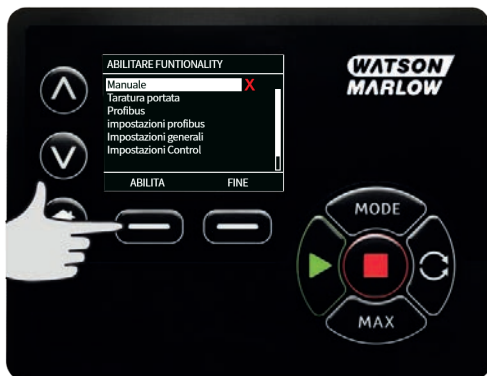 ABILITARE FUNTIONALITY
Manuale X
Taratura portata
Profibus
impostazioni profibus
Impostazioni generali
Impostazioni Control
ABILITA FINE
WATSON
MARLOW
MODE
MAX